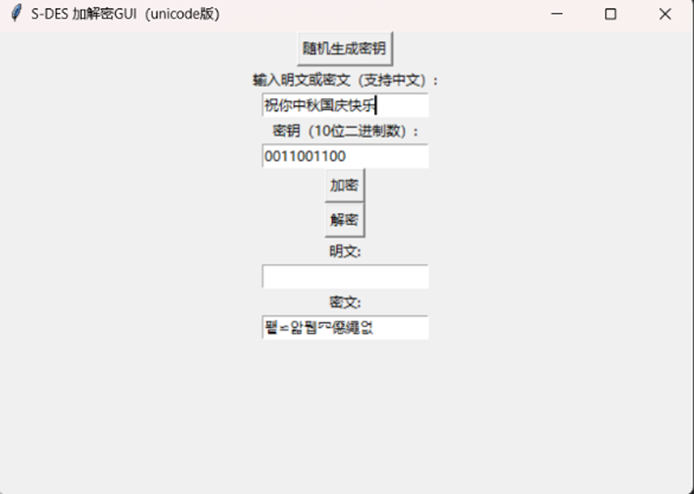 S-DES 加解密GUI（unicode版）
随机生成密钥
输入明文或密文（支持中文）:
祝你中秋国庆快乐
密钥（10位二进制数）:
0011001100
加密
解密
明文:
密文: